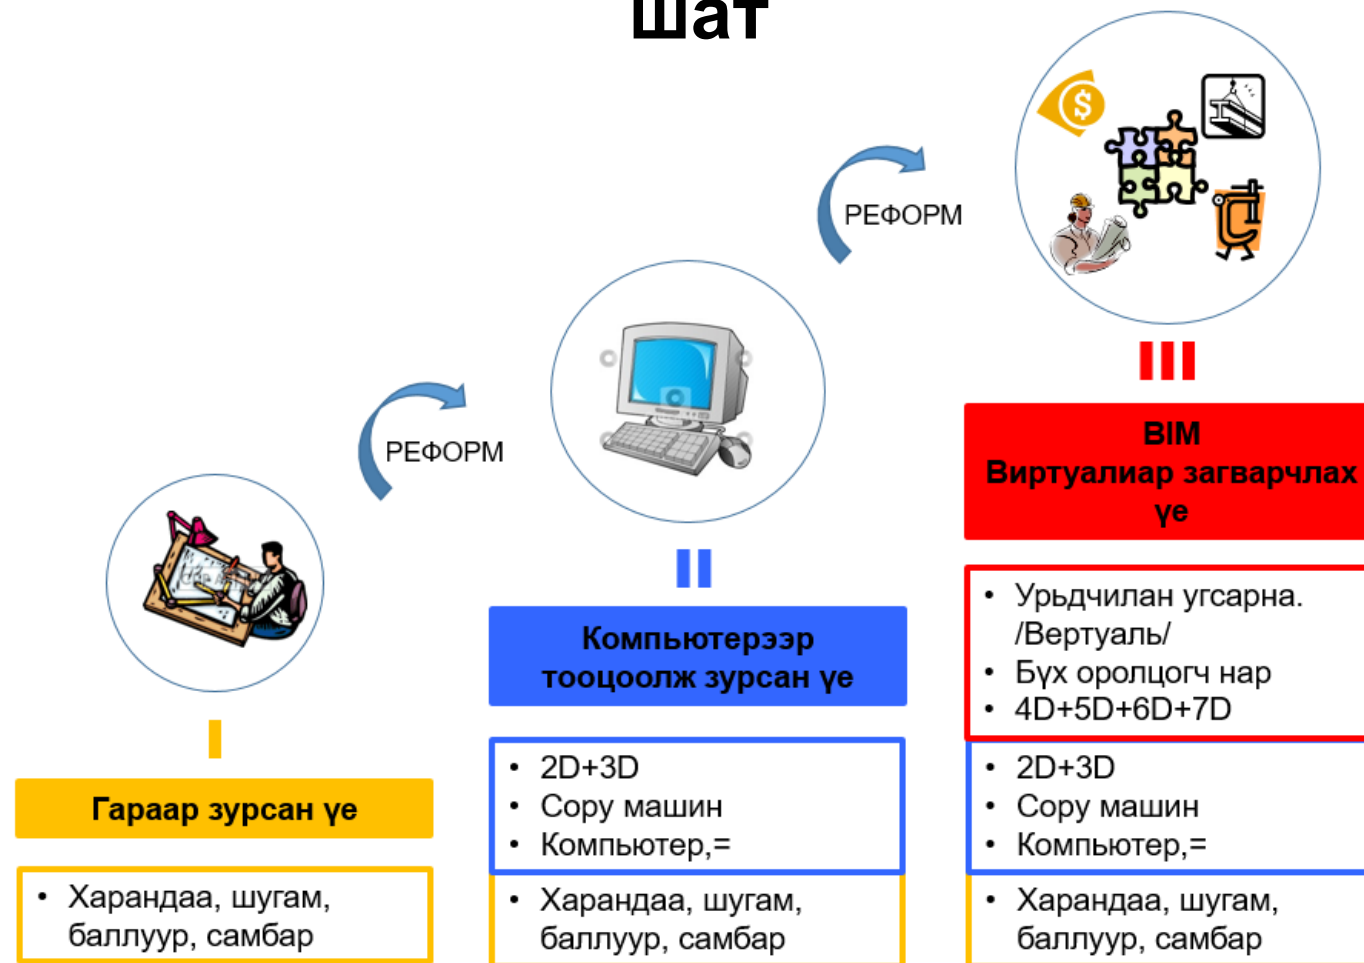 шат
РЕФОРМ
РЕФОРМ
I
Гараар зурсан үе
• Харандаа, шугам,
баллуур, самбар
II
Компьютерээр
тооцоолж зурсан үе
• 2D+3D
• Copy машин
• Компьютер,=
• Харандаа, шугам,
баллуур, самбар
$
III
BIM
Виртуалиар загварчлах
үе
• Урьдчилан угсарна.
/Вертуаль/
• Бүх оролцогч нар
• 4D+5D+6D+7D
• 2D+3D
• Copy машин
• Компьютер,=
• Харандаа, шугам,
баллуур, самбар